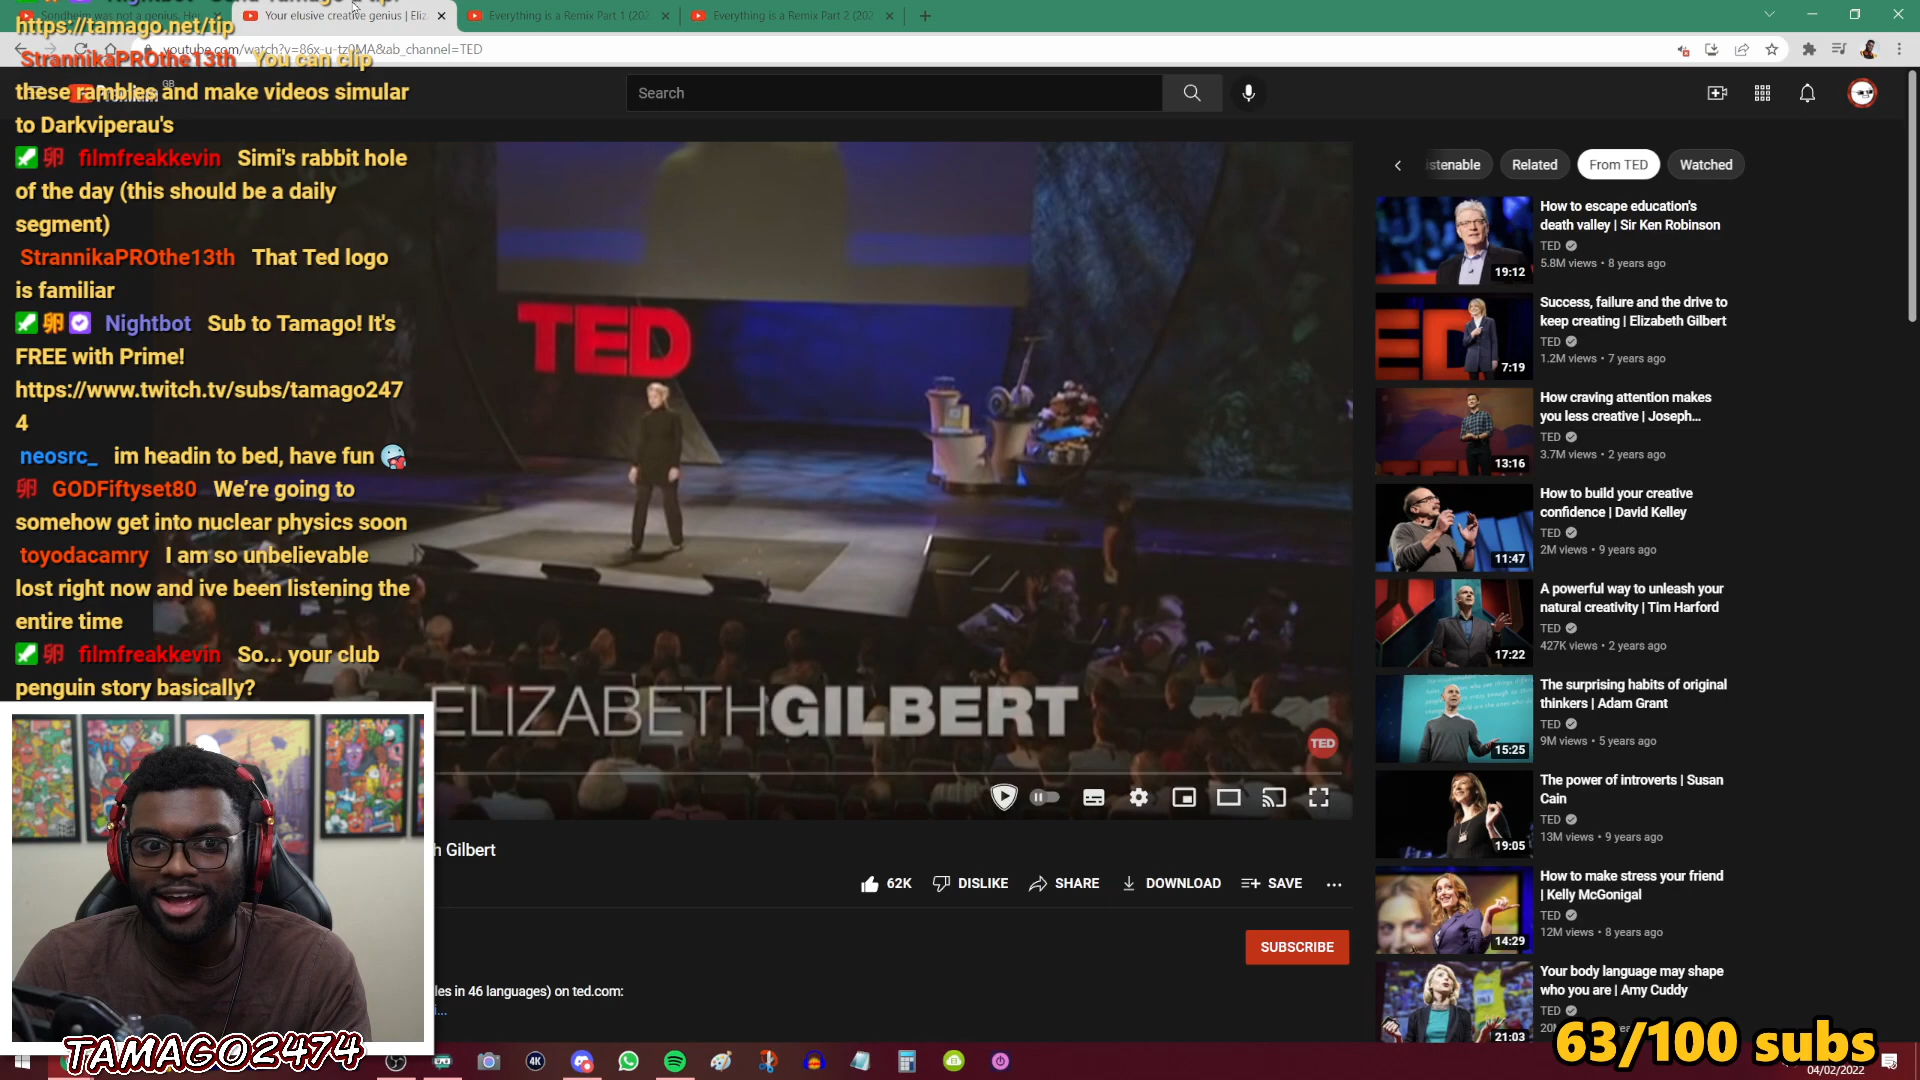 Sondheim was not a genius. He
Your elusive creative genius | Eliz
Everything is a Remix Part 1 (202
Everything is a Remix Part 2 (202
youtube.com/watch?v=86x-u-tz0MA&ab_channel=TED
https://tamago.net/tip
StrannikaPROthe13th You can clip
these rambles and make videos simular
to Darkviperau's
卵 filmfreakkevin Simi's rabbit hole
of the day (this should be a daily
segment)
StrannikaPROthe13th That Ted logo
is familiar
卵 Nightbot Sub to Tamago! It's
FREE with Prime!
https://www.twitch.tv/subs/tamago247
4
neosrc_ im headin to bed, have fun
卵 GODFiftyset80 We're going to
somehow get into nuclear physics soon
toyodacamry I am so unbelievable
lost right now and ive been listening the
entire time
卵 filmfreakkevin So... your club
penguin story basically?
Premium GB
Search
TED
ELIZABETHGILBERT
TED
h Gilbert
62K
DISLIKE
SHARE
DOWNLOAD
SAVE
SUBSCRIBE
les in 46 languages) on ted.com:
i...
stenable
Related
From TED
Watched
How to escape education's
death valley | Sir Ken Robinson
TED
5.8M views • 8 years ago
19:12
Success, failure and the drive to
keep creating | Elizabeth Gilbert
TED
1.2M views • 7 years ago
7:19
How craving attention makes
you less creative | Joseph...
TED
3.7M views • 2 years ago
13:16
How to build your creative
confidence | David Kelley
TED
2M views • 9 years ago
11:47
A powerful way to unleash your
natural creativity | Tim Harford
TED
427K views • 2 years ago
17:22
The surprising habits of original
thinkers | Adam Grant
TED
9M views • 5 years ago
15:25
The power of introverts | Susan
Cain
TED
13M views • 9 years ago
19:05
How to make stress your friend
| Kelly McGonigal
TED
12M views • 8 years ago
14:29
Your body language may shape
who you are | Amy Cuddy
TED
21:03
TAMAGO2474
4K
63/100 subs
04/02/2022